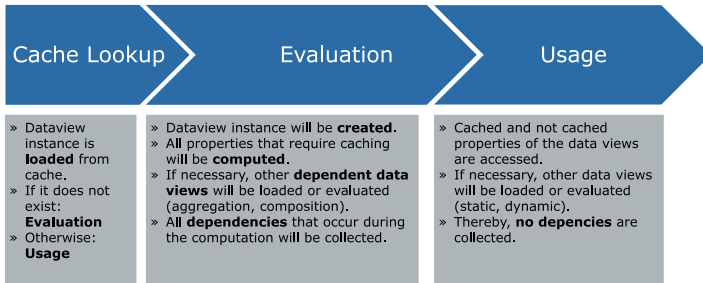 Cache Lookup
Evaluation
Usage
» Dataview
instance is
loaded from
cache.
» If it does not
exist:
Evaluation
» Otherwise:
Usage
» Dataview instance will be created.
» All properties that require caching
will be computed.
» If necessary, other dependent data
views will be loaded or evaluated
(aggregation, composition).
» All dependencies that occur during
the computation will be collected.
» Cached and not cached
properties of the data views
are accessed.
» If necessary, other data views
will be loaded or evaluated
(static, dynamic).
» Thereby, no depencies are
collected.